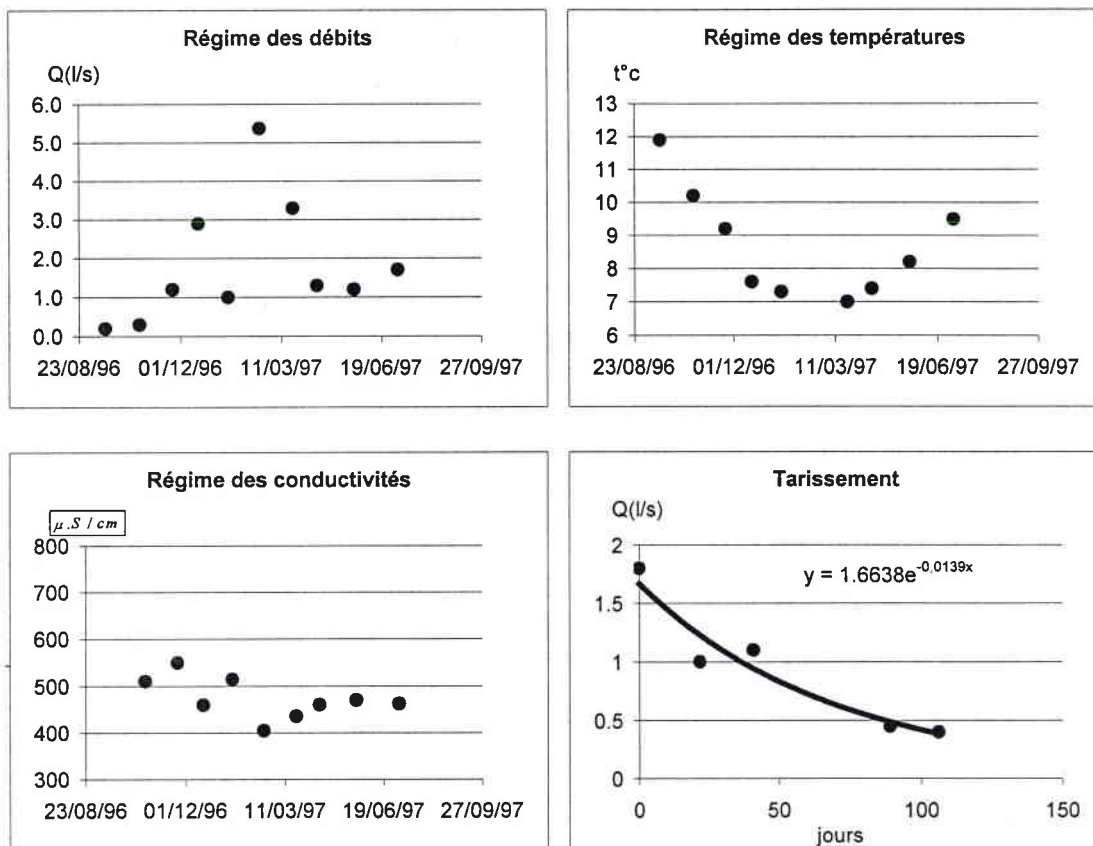 Régime des débits
Q(l/s)
6.0
5.0
4.0
3.0
2.0
1.0
0.0
23/08/96 01/12/96 11/03/97 19/06/97 27/09/97
Régime des températures
t°c
13
12
11
10
9
8
7
6
23/08/96 01/12/96 11/03/97 19/06/97 27/09/97
Régime des conductivités
μ.S / cm
800
700
600
500
400
300
23/08/96 01/12/96 11/03/97 19/06/97 27/09/97
Tarissement
Q(l/s)
2
y = 1.6638e^-0.0139x
1.5
1
0.5
0
0 50 100 150
jours